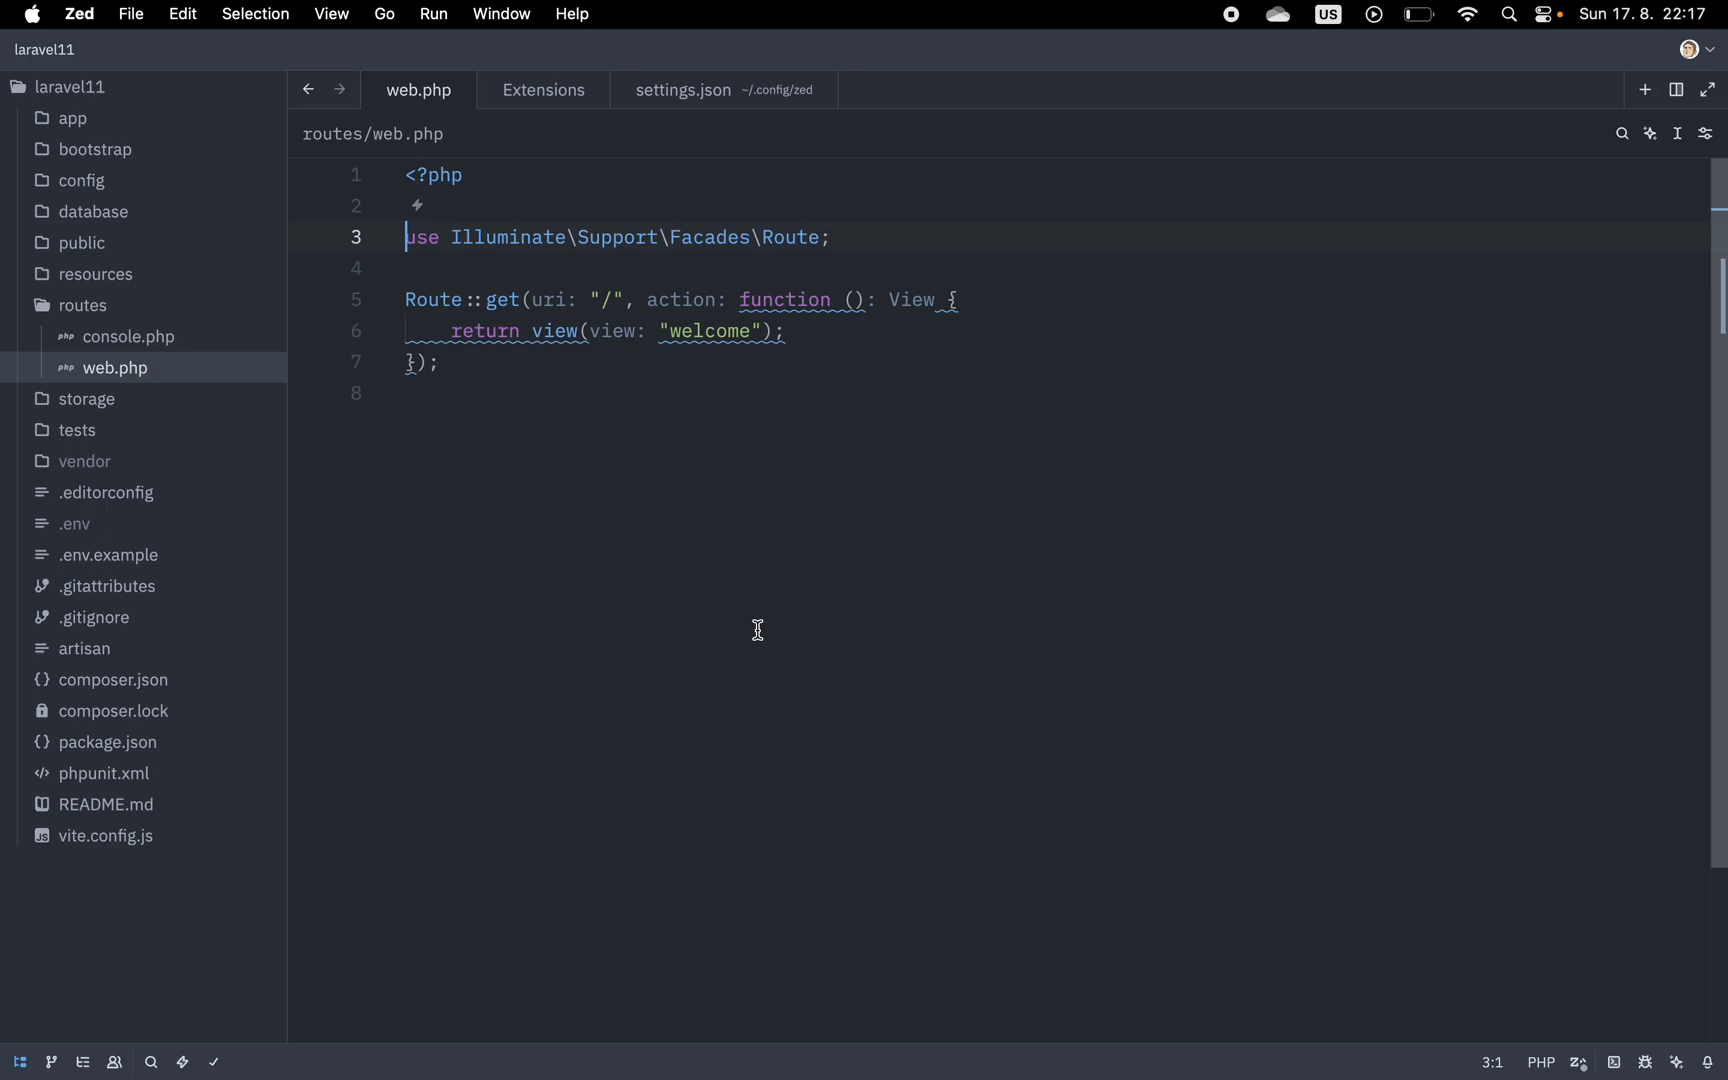 Zed File Edit Selection View Go Run Window Help US Sun 17. 8. 22:17
laravel11
laravel11
app
bootstrap
config
database
public
resources
routes
php console.php
php web.php
storage
tests
vendor
.editorconfig
.env
.env.example
.gitattributes
.gitignore
artisan
{} composer.json
composer.lock
{} package.json
</> phpunit.xml
README.md
JS vite.config.js
web.php Extensions settings.json ~/.config/zed
routes/web.php
1 <?php
2
3 use Illuminate\Support\Facades\Route;
4
5 Route::get(uri: "/", action: function (): View {
6 return view(view: "welcome");
7 });
8
3:1 PHP